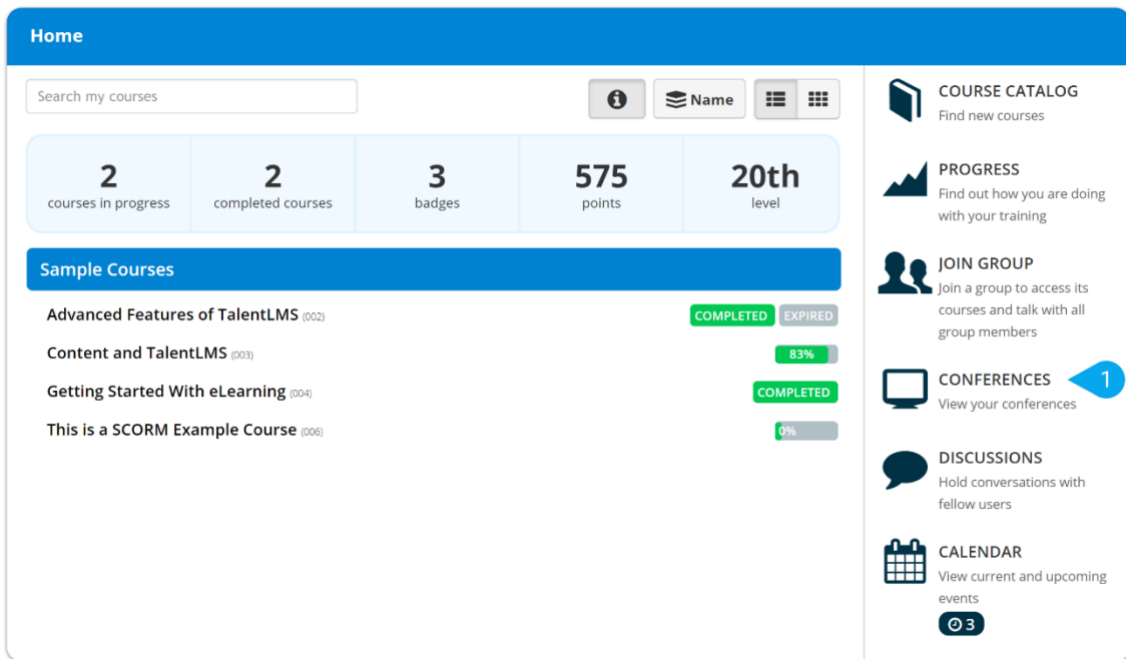 Home
Search my courses
Name
2
courses in progress
2
completed courses
3
badges
575
points
20th
level
Sample Courses
Advanced Features of TalentLMS (002)
COMPLETED EXPIRED
Content and TalentLMS (003)
83%
Getting Started With eLearning (004)
COMPLETED
This is a SCORM Example Course (006)
0%
COURSE CATALOG
Find new courses
PROGRESS
Find out how you are doing
with your training
JOIN GROUP
Join a group to access its
courses and talk with all
group members
CONFERENCES
1
View your conferences
DISCUSSIONS
Hold conversations with
fellow users
CALENDAR
View current and upcoming
events
3